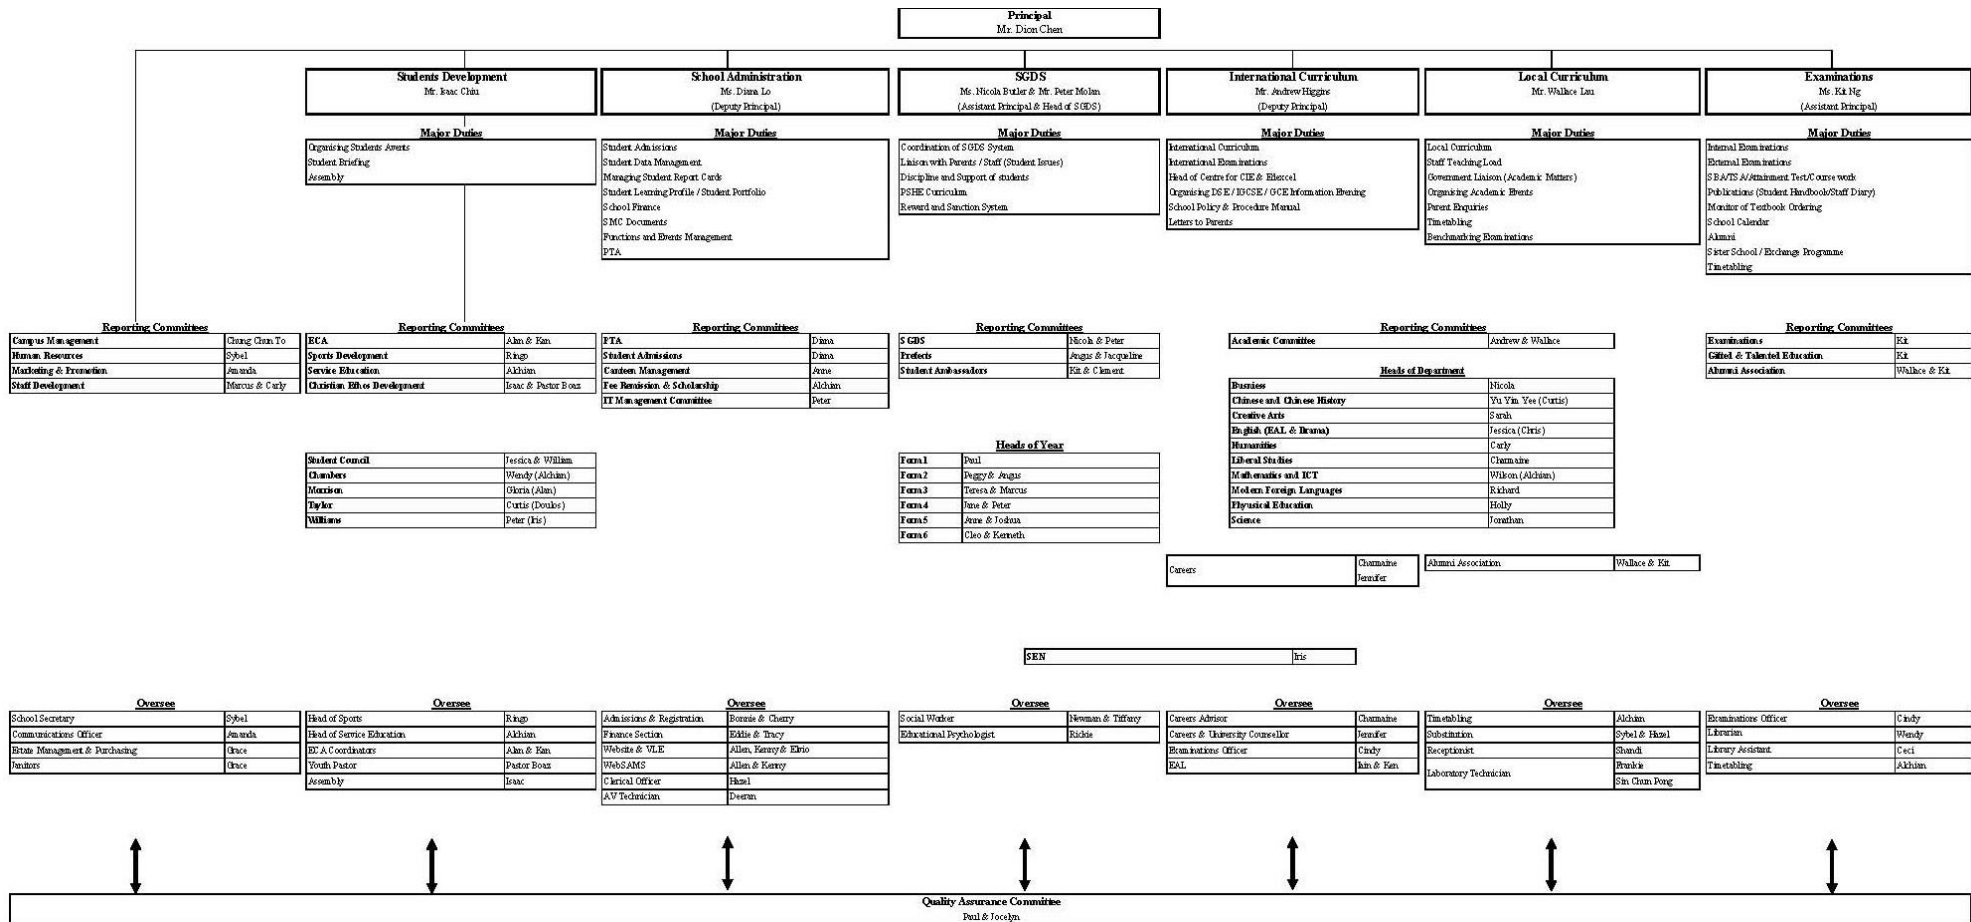 Principal
Mr. Dion Chen
Students Development
Mr. Isaac Chiu
School Administration
Ms. Diana Lo
(Deputy Principal)
SGDS
Ms. Nicola Butler & Mr. Peter Molan
(Assistant Principal & Head of SGDS)
International Curriculum
Mr. Andrew Higgins
(Deputy Principal)
Local Curriculum
Mr. Wallace Lau
Examinations
Ms. Kit Ng
(Assistant Principal)
Major Duties
Organising Students Avents
Student Briefing
Assembly
Major Duties
Student Admissions
Student Data Management
Managing Student Report Cards
Student Learning Profile / Student Portfolio
School Finance
SMC Documents
Functions and Events Management
PTA
Major Duties
Coordination of SGDS System
Liaison with Parents / Staff (Student Issues)
Discipline and Support of students
PSHE Curriculum
Reward and Sanction System
Major Duties
International Curriculum
International Examinations
Head of Centre for CIE & Edexcel
Organising DSE / IGCSE / GCE Information Evening
School Policy & Procedure Manual
Letters to Parents
Major Duties
Local Curriculum
Staff Teaching Load
Government Liaison (Academic Matters)
Organising Academic Events
Parent Enquiries
Timetabling
Benchmarking Examinations
Major Duties
Internal Examinations
External Examinations
SBA/TSA/Attainment Test/Course work
Publications (Student Handbook/Staff Diary)
Monitor of Textbook Ordering
School Calendar
Alumni
Sister School / Exchange Programme
Timetabling
Reporting Committees
Campus Management Chung Chun To
Human Resources Sybel
Marketing & Promotion Amanda
Staff Development Marcus & Carly
Reporting Committees
ECA Alan & Ken
Sports Development Ringo
Service Education Alchian
Christian Ethos Development Isaac & Pastor Boaz
Reporting Committees
PTA Diana
Student Admissions Diana
Canteen Management Anne
Fee Remission & Scholarship Alchian
IT Management Committee Peter
Reporting Committees
SGDS Nicola & Peter
Prefects Angus & Jacqueline
Student Ambassadors Kit & Clement
Reporting Committees
Academic Committee Andrew & Wallace
Reporting Committees
Examinations Kit
Gifted & Talented Education Kit
Alumni Association Wallace & Kit
Student Council Jessica & William
Chambers Wendy (Alchian)
Morrison Gloria (Alan)
Taylor Curtis (Doulos)
Williams Peter (Iris)
Heads of Year
Form 1 Paul
Form 2 Peggy & Angus
Form 3 Teresa & Marcus
Form 4 Jane & Peter
Form 5 Anne & Joshua
Form 6 Cleo & Kenneth
Heads of Department
Business Nicola
Chinese and Chinese History Yu Yim Yee (Curtis)
Creative Arts Sarah
English (EAL & Drama) Jessica (Chris)
Humanities Carly
Liberal Studies Charmaine
Mathematics and ICT Wilson (Alchian)
Modern Foreign Languages Richard
Physical Education Holly
Science Jonathan
Careers Charmaine
Jennifer
Alumni Association Wallace & Kit
SEN Iris
Oversee
School Secretary Sybel
Communications Officer Amanda
Estate Management & Purchasing Grace
Janitors Grace
Oversee
Head of Sports Ringo
Head of Service Education Alchian
ECA Coordinators Alan & Ken
Youth Pastor Pastor Boaz
Assembly Isaac
Oversee
Admissions & Registration Bonnie & Cherry
Finance Section Eddie & Tracy
Website & VLE Allen, Kenny & Elvio
WebSAMS Allen & Kenny
Clerical Officer Hazel
AV Technician Deeran
Oversee
Social Worker Newman & Tiffany
Educational Psychologist Rickie
Oversee
Careers Advisor Charmaine
Careers & University Counsellor Jennifer
Examinations Officer Cindy
EAL Iain & Ken
Oversee
Timetabling Alchian
Substitution Sybel & Hazel
Receptionist Shandi
Laboratory Technician Frankie
Sin Chun Pong
Examinations Officer Cindy
Librarian Wendy
Library Assistant Ceci
Timetabling Alchian
Quality Assurance Committee
Paul & Jocelyn